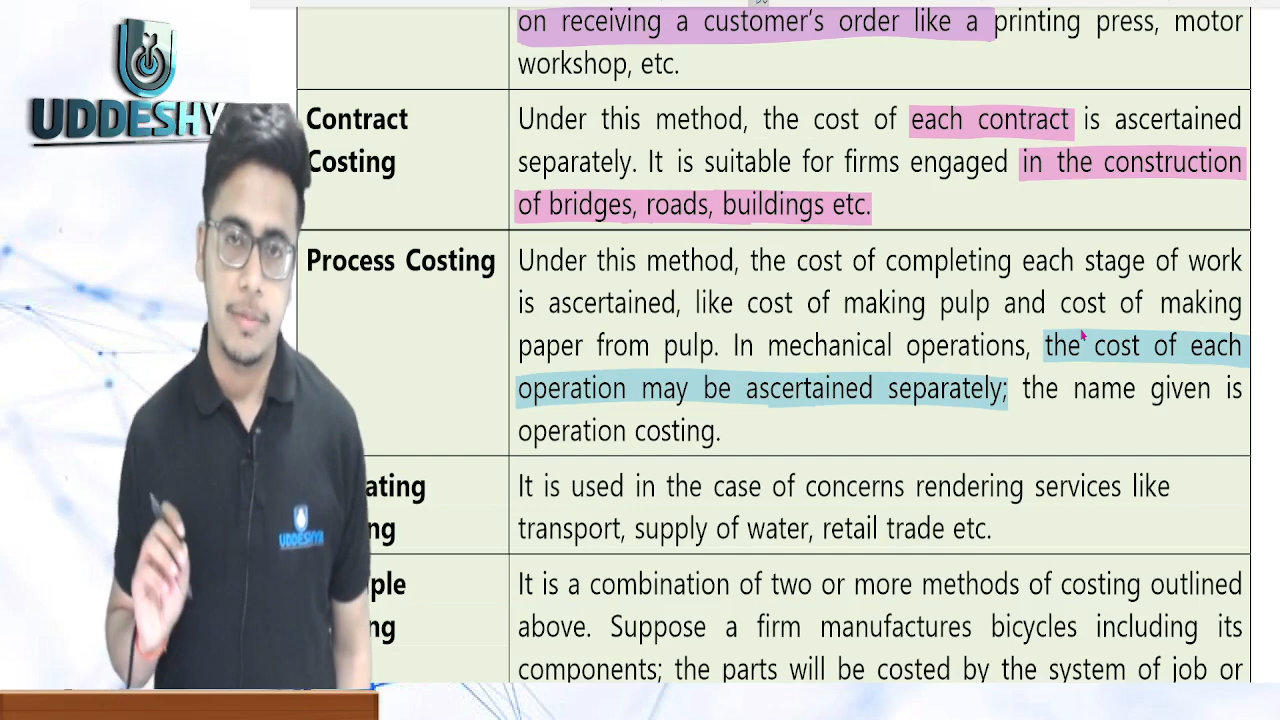 on receiving a customer's order like a printing press, motor
workshop, etc.
UDDESHY
Contract
Costing
Under this method, the cost of each contract is ascertained
separately. It is suitable for firms engaged in the construction
of bridges, roads, buildings etc.
Process Costing
Under this method, the cost of completing each stage of work
is ascertained, like cost of making pulp and cost of making
paper from pulp. In mechanical operations, the cost of each
operation may be ascertained separately; the name given is
operation costing.
ating
ng
It is used in the case of concerns rendering services like
transport, supply of water, retail trade etc.
ple
ng
It is a combination of two or more methods of costing outlined
above. Suppose a firm manufactures bicycles including its
components; the parts will be costed by the system of job or
UDDESHYA